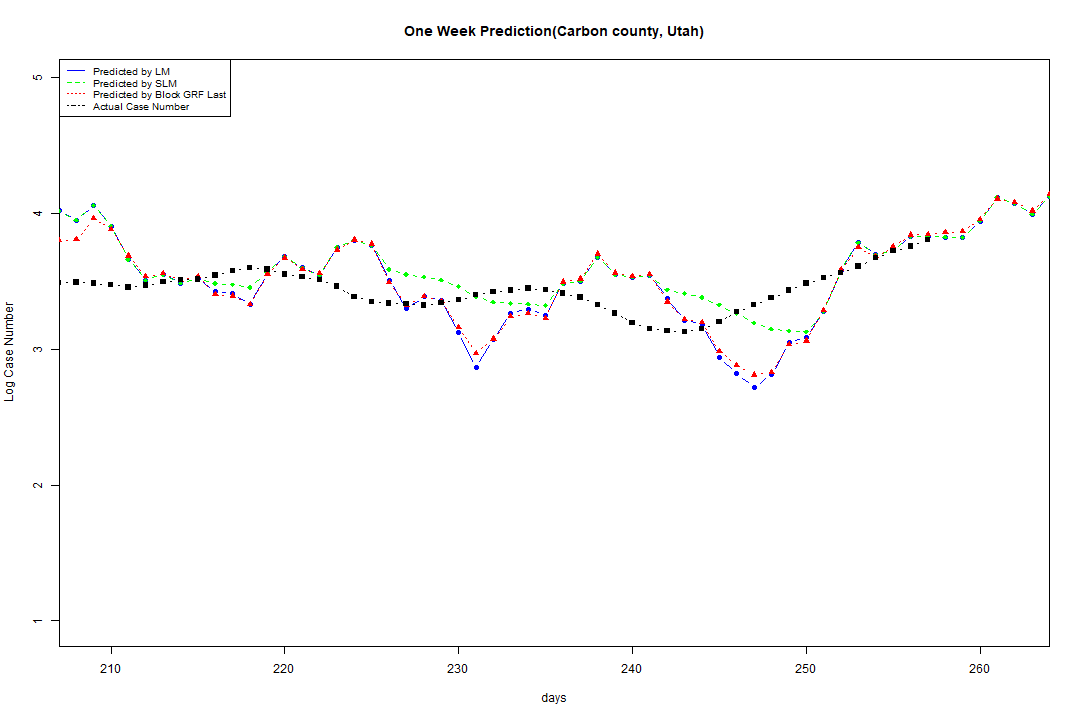 One Week Prediction(Carbon county, Utah)
Predicted by LM
Predicted by SLM
Predicted by Block GRF Last
Actual Case Number
5
4
3
2
1
Log Case Number
210 220 230 240 250 260
days